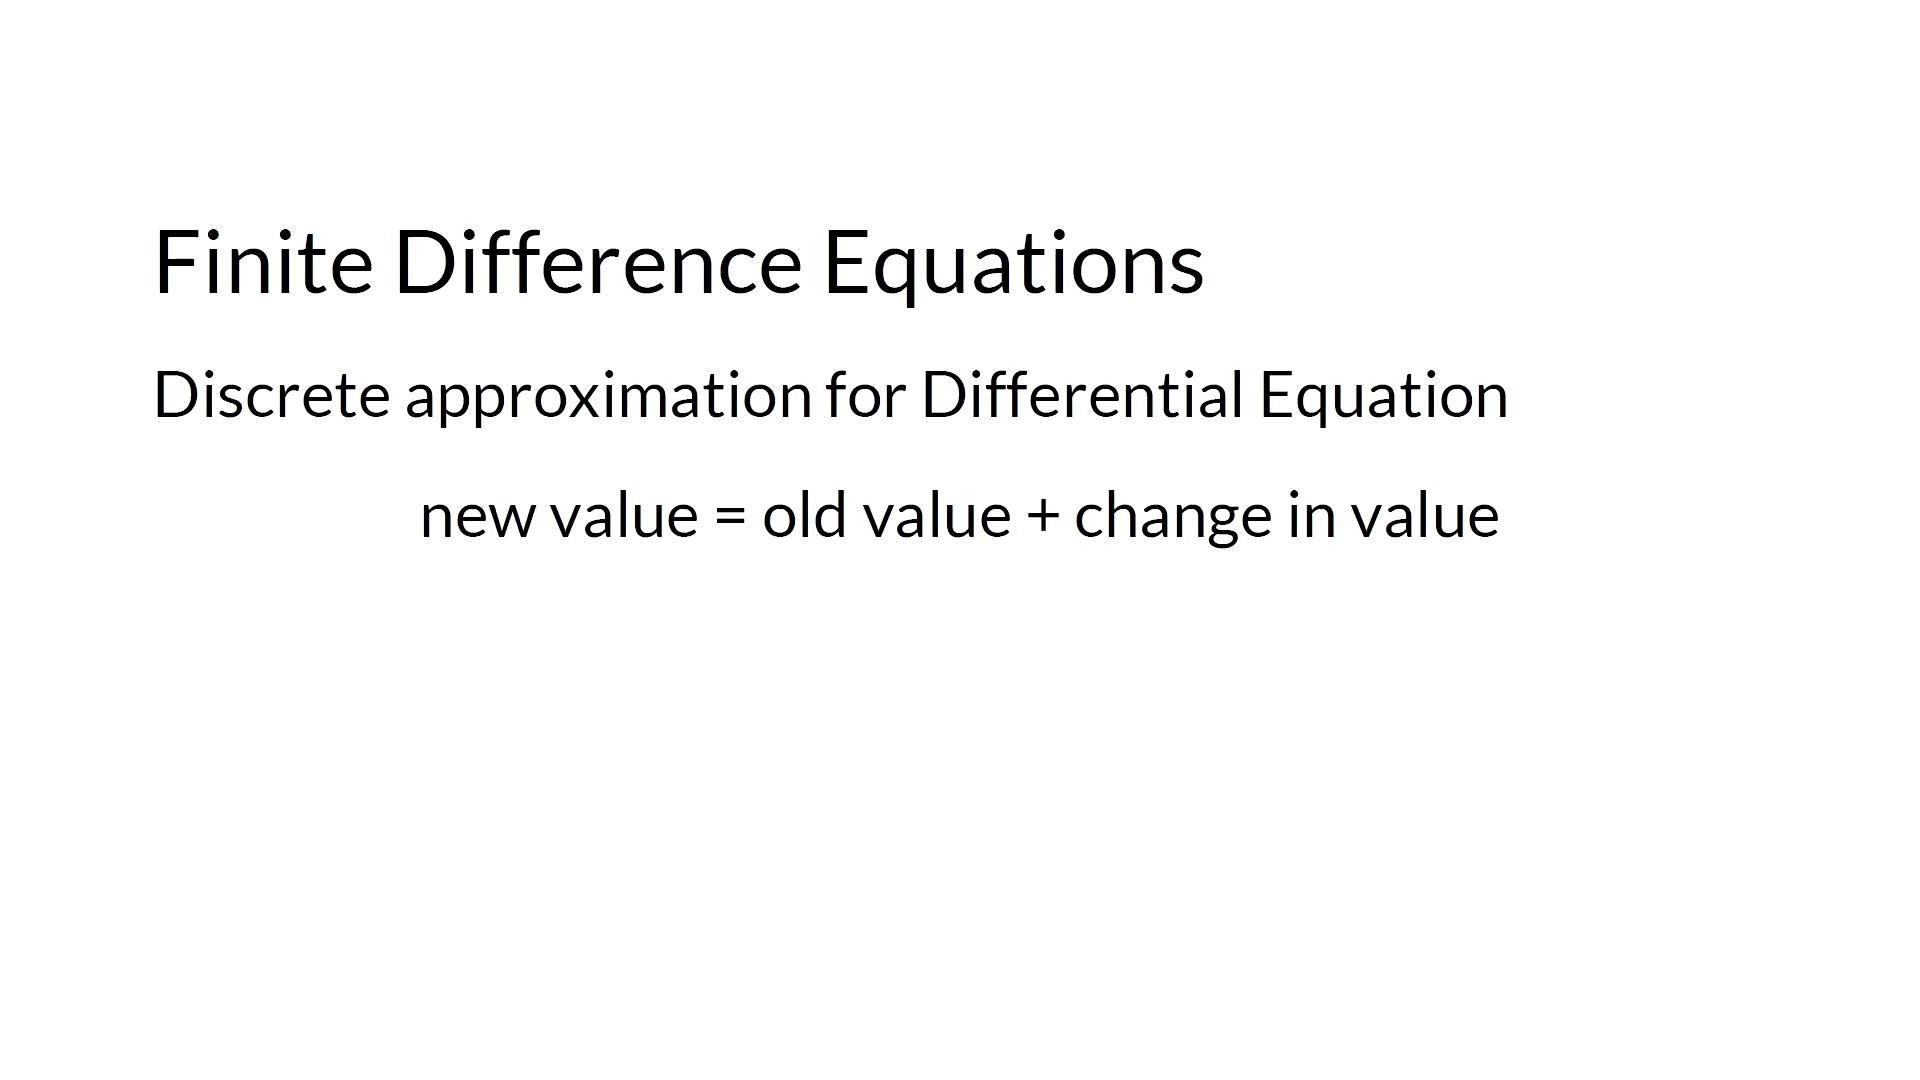 Finite Difference Equations
Discrete approximation for Differential Equation
new value = old value + change in value